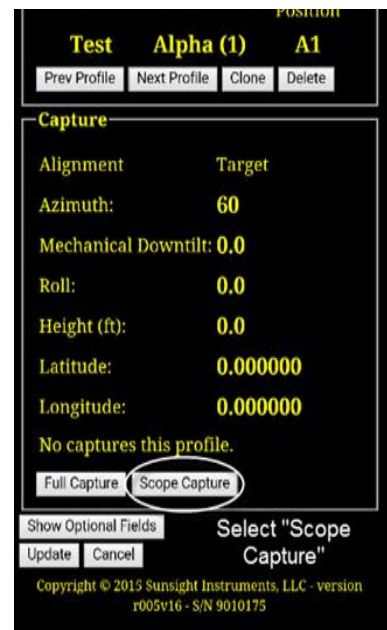 Position
Test Alpha (1) A1
Prev Profile Next Profile Clone Delete
Capture
Alignment Target
Azimuth: 60
Mechanical Downtilt: 0.0
Roll: 0.0
Height (ft): 0.0
Latitude: 0.000000
Longitude: 0.000000
No captures this profile.
Full Capture Scope Capture
Show Optional Fields
Update Cancel
Select "Scope
Capture"
Copyright © 2015 Sunsight Instruments, LLC - version
r005v16 - S/N 9010175